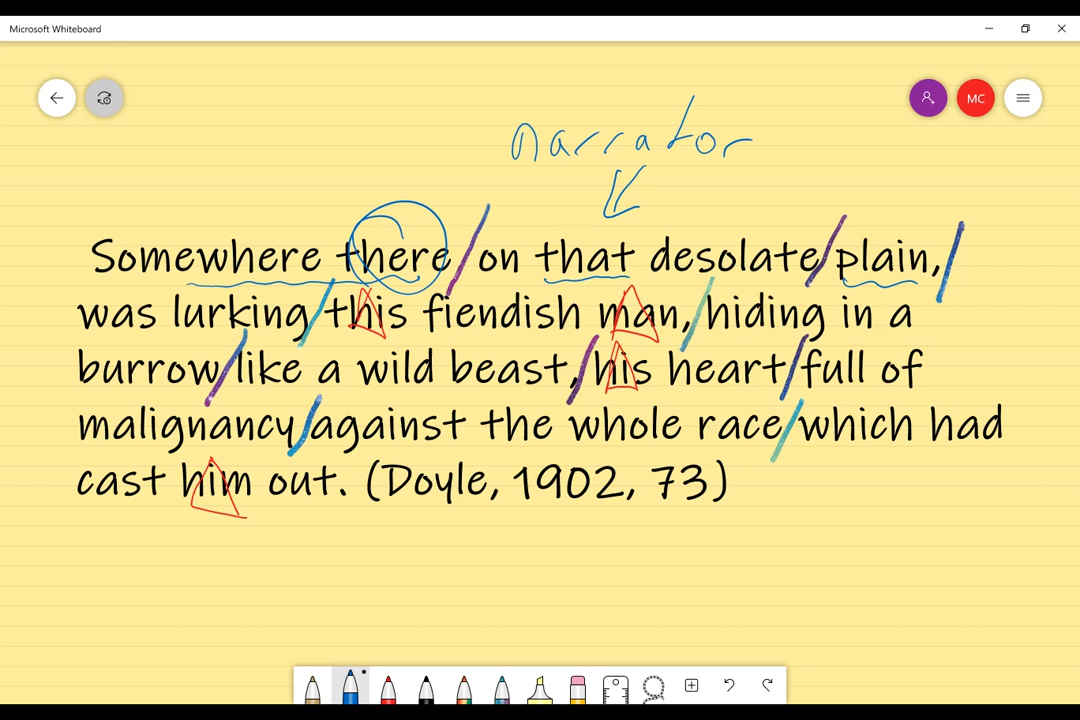 Microsoft Whiteboard
MC
narrator
Somewhere there on that desolate plain,
was lurking this fiendish man, hiding in a
burrow like a wild beast, his heart full of
malignancy against the whole race which had
cast him out. (Doyle, 1902, 73)